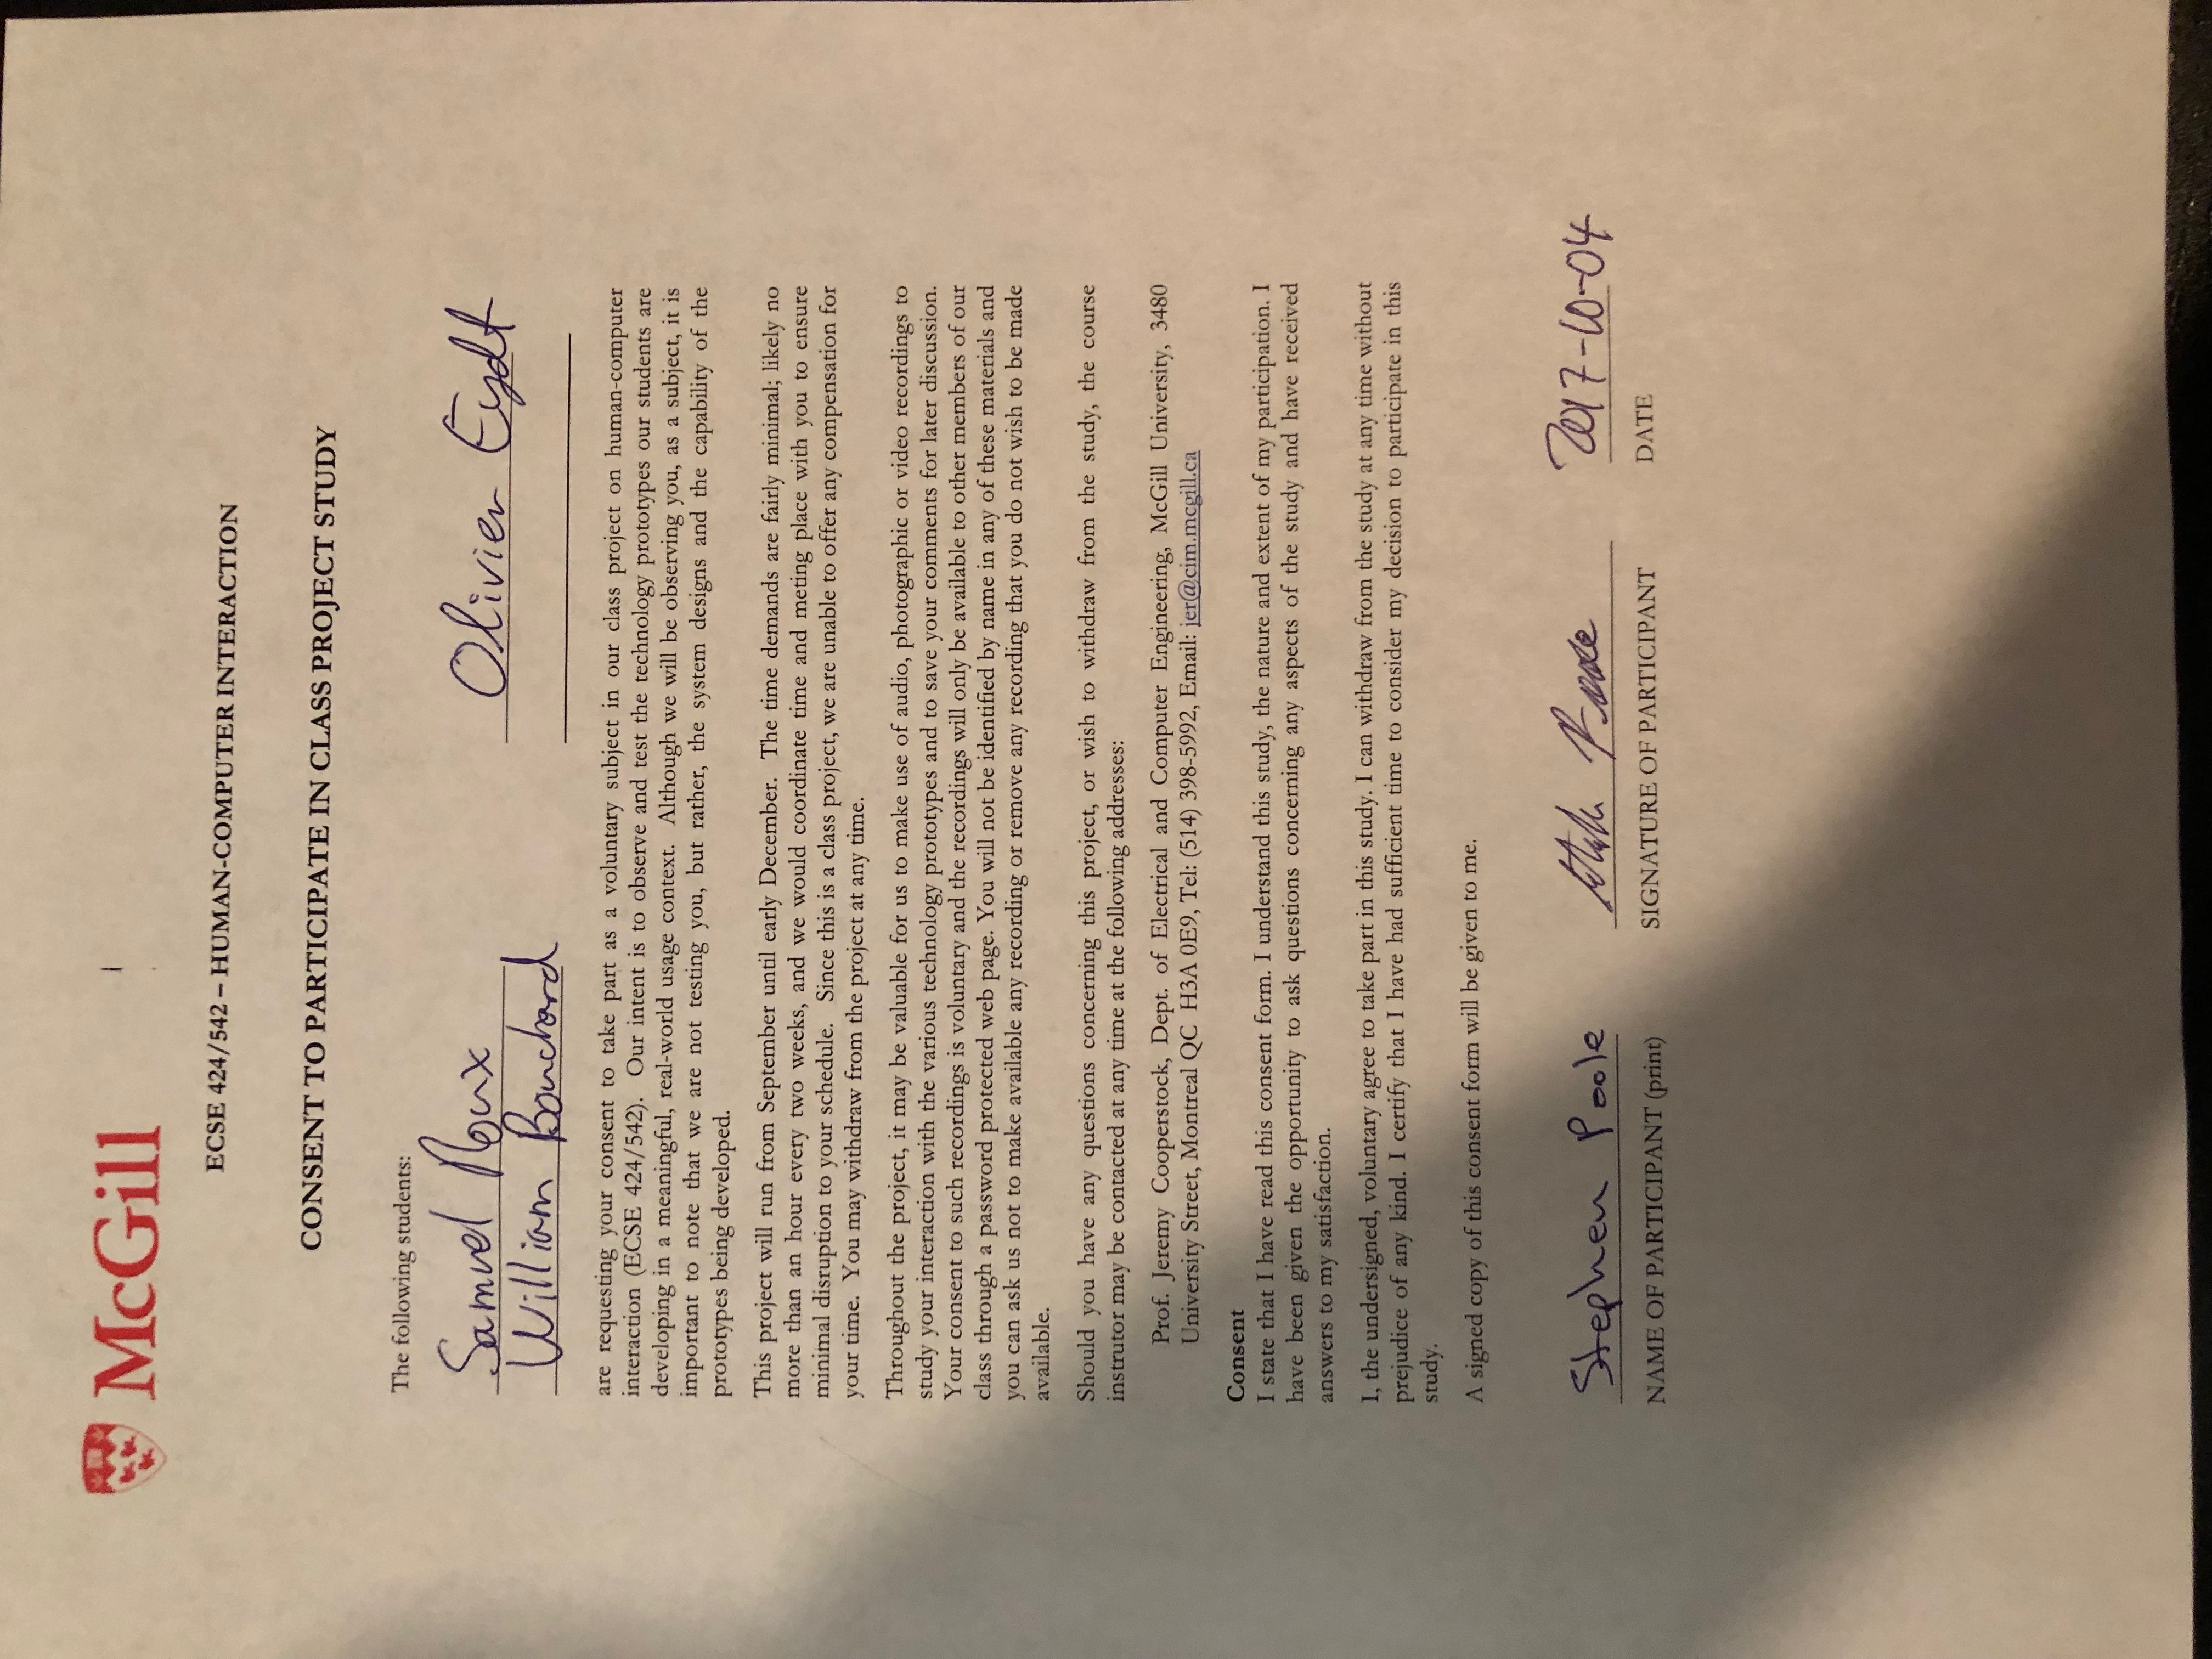 McGill
ECSE 424/542 – HUMAN-COMPUTER INTERACTION
CONSENT TO PARTICIPATE IN CLASS PROJECT STUDY
The following students:
Samuel Roux Olivier Eydt
William Bouchard
are requesting your consent to take part as a voluntary subject in our class project on human-computer
interaction (ECSE 424/542). Our intent is to observe and test the technology prototypes our students are
developing in a meaningful, real-world usage context. Although we will be observing you, as a subject, it is
important to note that we are not testing you, but rather, the system designs and the capability of the
prototypes being developed.
This project will run from September until early December. The time demands are fairly minimal; likely no
more than an hour every two weeks, and we would coordinate time and meting place with you to ensure
minimal disruption to your schedule. Since this is a class project, we are unable to offer any compensation for
your time. You may withdraw from the project at any time.
Throughout the project, it may be valuable for us to make use of audio, photographic or video recordings to
study your interaction with the various technology prototypes and to save your comments for later discussion.
Your consent to such recordings is voluntary and the recordings will only be available to other members of our
class through a password protected web page. You will not be identified by name in any of these materials and
you can ask us not to make available any recording or remove any recording that you do not wish to be made
available.
Should you have any questions concerning this project, or wish to withdraw from the study, the course
instrutor may be contacted at any time at the following addresses:
Prof. Jeremy Cooperstock, Dept. of Electrical and Computer Engineering, McGill University, 3480
University Street, Montreal QC H3A 0E9, Tel: (514) 398-5992, Email: jer@cim.mcgill.ca
Consent
I state that I have read this consent form. I understand this study, the nature and extent of my participation. I
have been given the opportunity to ask questions concerning any aspects of the study and have received
answers to my satisfaction.
I, the undersigned, voluntary agree to take part in this study. I can withdraw from the study at any time without
prejudice of any kind. I certify that I have had sufficient time to consider my decision to participate in this
study.
A signed copy of this consent form will be given to me.
Stephen Poole Poole 2017-10-04
NAME OF PARTICIPANT (print) SIGNATURE OF PARTICIPANT DATE